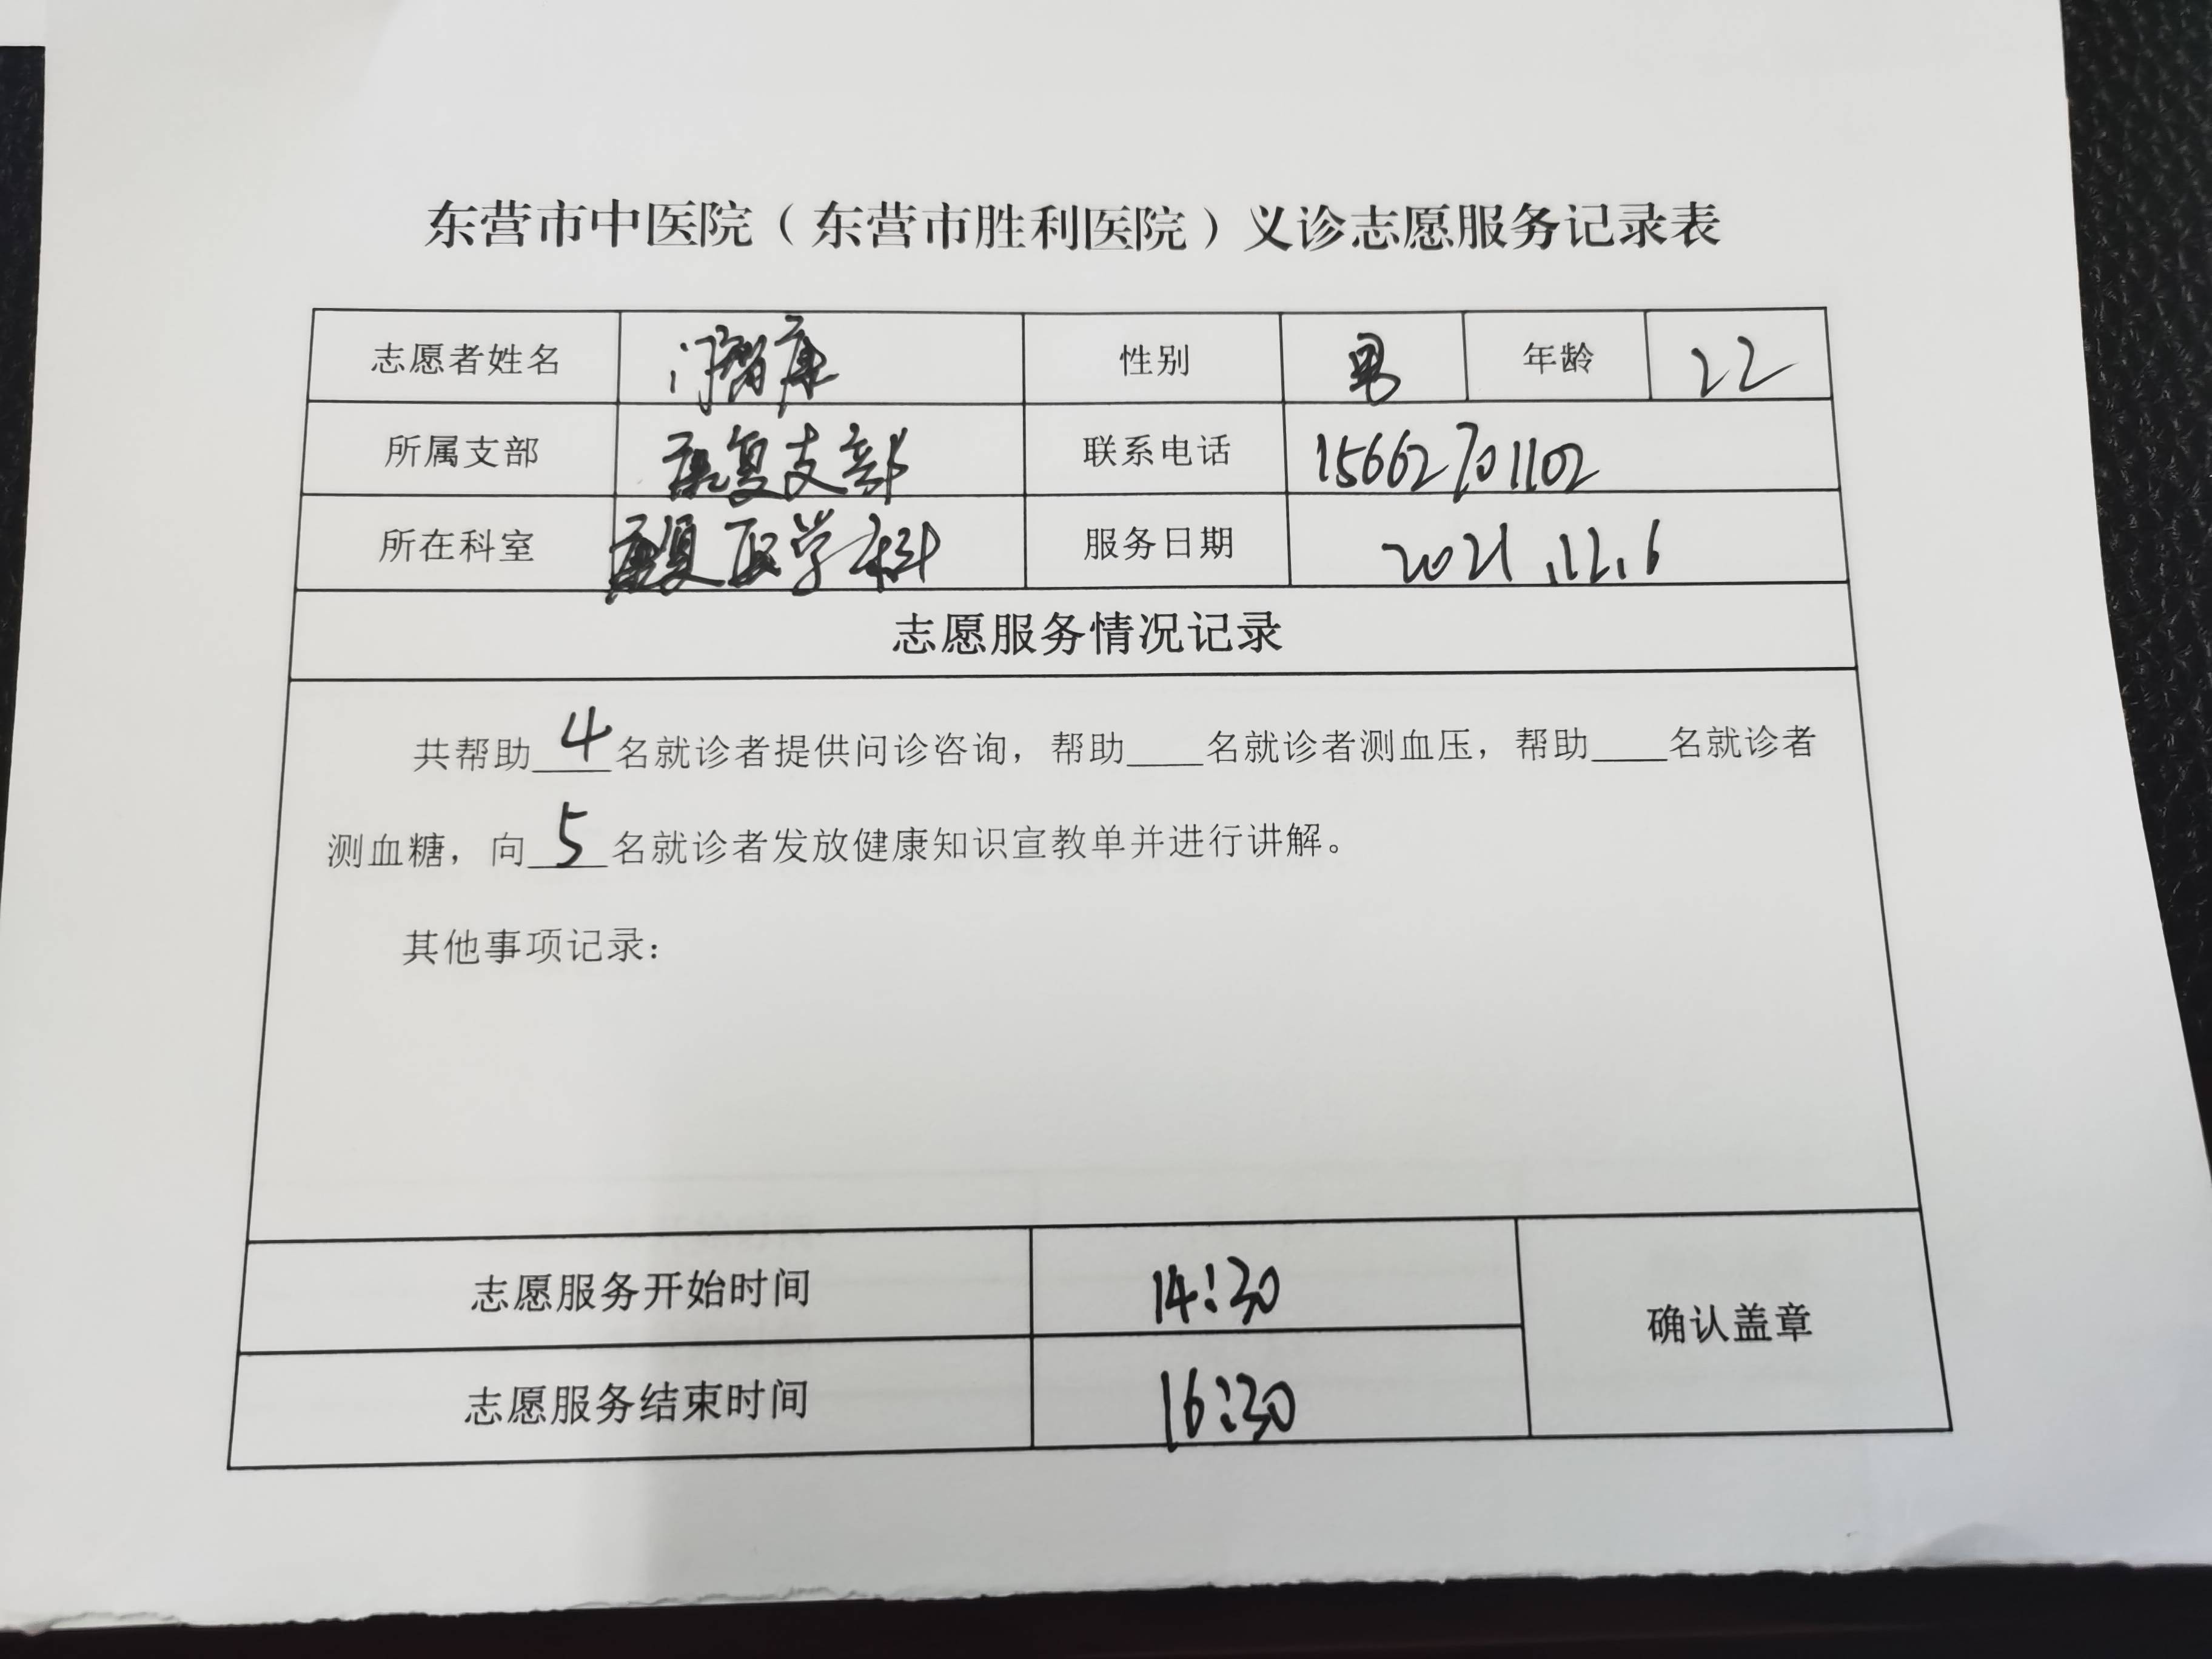 东营市中医院（东营市胜利医院）义诊志愿服务记录表
志愿者姓名 门智康 性别 男 年龄 22
所属支部 康复支部 联系电话 15662701102
所在科室 康复医学科 服务日期 2021.12.6
志愿服务情况记录
共帮助 4 名就诊者提供问诊咨询，帮助____名就诊者测血压，帮助____名就诊者
测血糖，向 5 名就诊者发放健康知识宣教单并进行讲解。
其他事项记录：
志愿服务开始时间 14:30
确认盖章
志愿服务结束时间 16:30